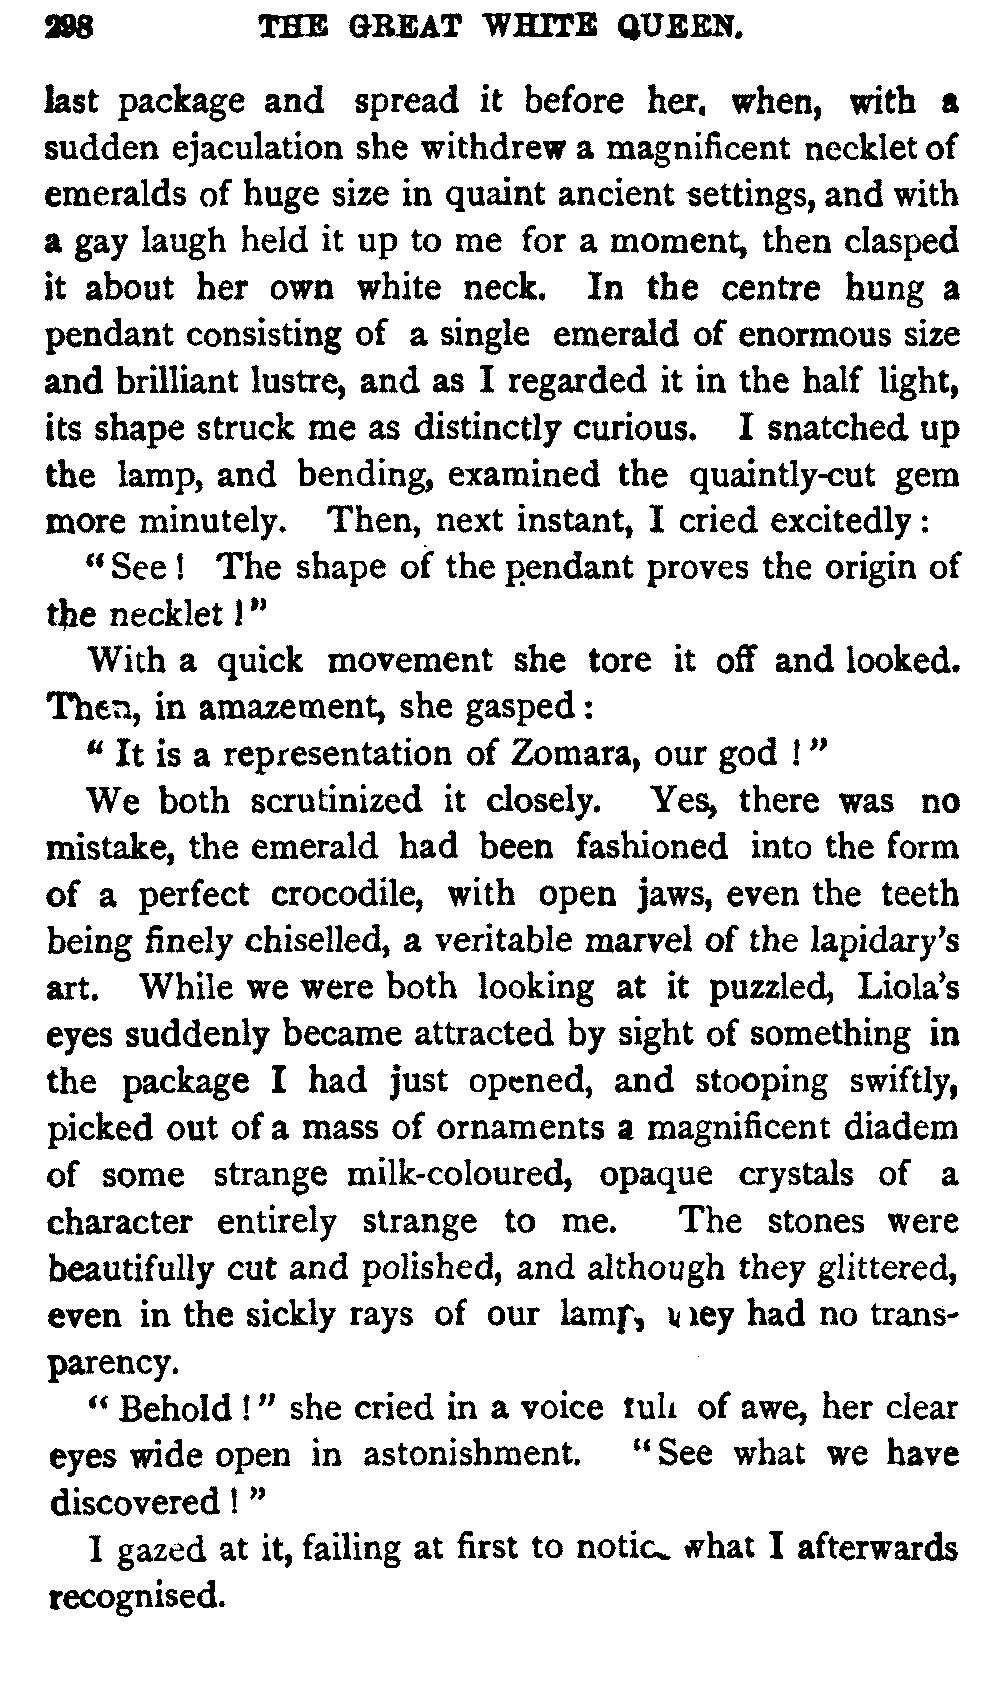 298 THE GREAT WHITE QUEEN.
last package and spread it before her, when, with a
sudden ejaculation she withdrew a magnificent necklet of
emeralds of huge size in quaint ancient settings, and with
a gay laugh held it up to me for a moment, then clasped
it about her own white neck. In the centre hung a
pendant consisting of a single emerald of enormous size
and brilliant lustre, and as I regarded it in the half light,
its shape struck me as distinctly curious. I snatched up
the lamp, and bending, examined the quaintly-cut gem
more minutely. Then, next instant, I cried excitedly:
"See! The shape of the pendant proves the origin of
the necklet!"
With a quick movement she tore it off and looked.
Then, in amazement, she gasped:
"It is a representation of Zomara, our god!"
We both scrutinized it closely. Yes, there was no
mistake, the emerald had been fashioned into the form
of a perfect crocodile, with open jaws, even the teeth
being finely chiselled, a veritable marvel of the lapidary's
art. While we were both looking at it puzzled, Liola's
eyes suddenly became attracted by sight of something in
the package I had just opened, and stooping swiftly,
picked out of a mass of ornaments a magnificent diadem
of some strange milk-coloured, opaque crystals of a
character entirely strange to me. The stones were
beautifully cut and polished, and although they glittered,
even in the sickly rays of our lamp, they had no trans-
parency.
"Behold!" she cried in a voice full of awe, her clear
eyes wide open in astonishment. "See what we have
discovered!"
I gazed at it, failing at first to notice what I afterwards
recognised.